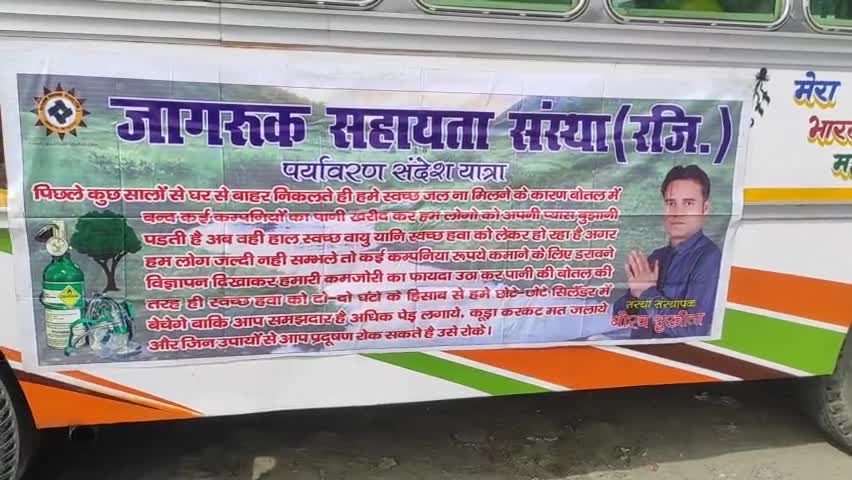 जागरुक सहायता संस्था (रजि.)
पर्यावरण संदेश यात्रा
पिछले कुछ सालों से घर से बाहर निकलते ही हमे स्वच्छ जल ना मिलने के कारण बोतल में
बन्द कई कम्पनियों का पानी खरीद कर हम लोगो को अपनी प्यास बुझानी
पडती है अब वही हाल स्वच्छ वायु यानि स्वच्छ हवा को लेकर हो रहा है अगर
हम लोग जल्दी नही सम्भले तो कई कम्पनिया रूपये कमाने के लिए डरावने
विज्ञापन दिखाकर हमारी कमजोरी का फायदा उठा कर पानी की बोतल की
तरह ही स्वच्छ हवा को दो-दो घंटो के हिसाब से हमे छोटे-छोटे सिलैंडर में
बेचेगे बाकि आप समझदार है अधिक पेड़ लगाये, कूड़ा करकट मत जलाये
और जिन उपायों से आप प्रदूषण रोक सकते है उसे रोके।
संस्था संस्थापक
मेरा